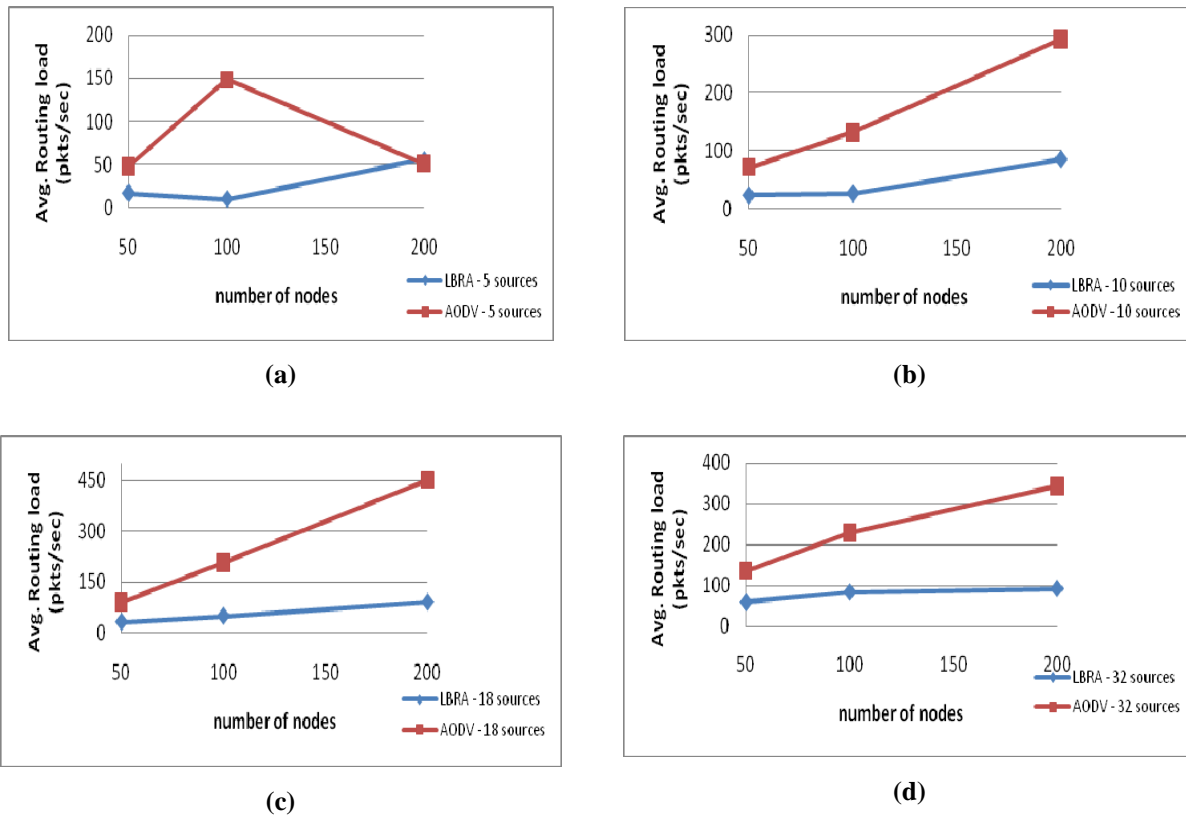 Avg. Routing load
(pkts/sec)
200
150
100
50
0
50 100 150 200
number of nodes
LBRA - 5 sources
AODV - 5 sources
(a)
Avg. Routing load
(pkts/sec)
300
200
100
0
50 100 150 200
number of nodes
LBRA - 10 sources
AODV - 10 sources
(b)
Avg. Routing load
(pkts/sec)
450
300
150
0
50 100 150 200
number of nodes
LBRA - 18 sources
AODV - 18 sources
(c)
Avg. Routing load
(pkts/sec)
400
300
200
100
0
50 100 150 200
number of nodes
LBRA - 32 sources
AODV - 32 sources
(d)